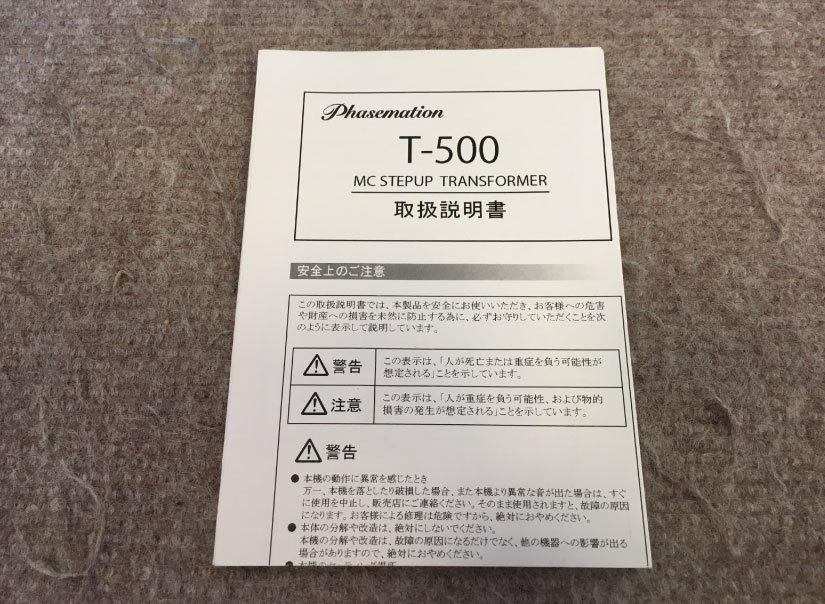 Phasemation
T-500
MC STEPUP TRANSFORMER
取扱説明書
安全上のご注意
この取扱説明書では、本製品を安全にお使いいただき、お客様への危害
や財産への損害を未然に防止する為に、必ずお守りしていただくことを次
のように表示して説明しています。
警告
この表示は、「人が死亡または重症を負う可能性が
想定される」ことを示しています。
注意
この表示は、「人が重症を負う可能性、および物的
損害の発生が想定される」ことを示しています。
警告
● 本機の動作に異常を感じたとき
万一、本機を落としたり破損した場合、また本機より異常な音が出た場合は、すぐ
に使用を中止し、販売店にご連絡ください。そのまま使用されますと、故障の原因
になります。お客様による修理は危険ですから、絶対におやめください。
● 本体の分解や改造は、絶対にしないでください。
本機の分解や改造は、故障の原因になるだけでなく、他の機器への影響が出る
場合がありますので、絶対におやめください。